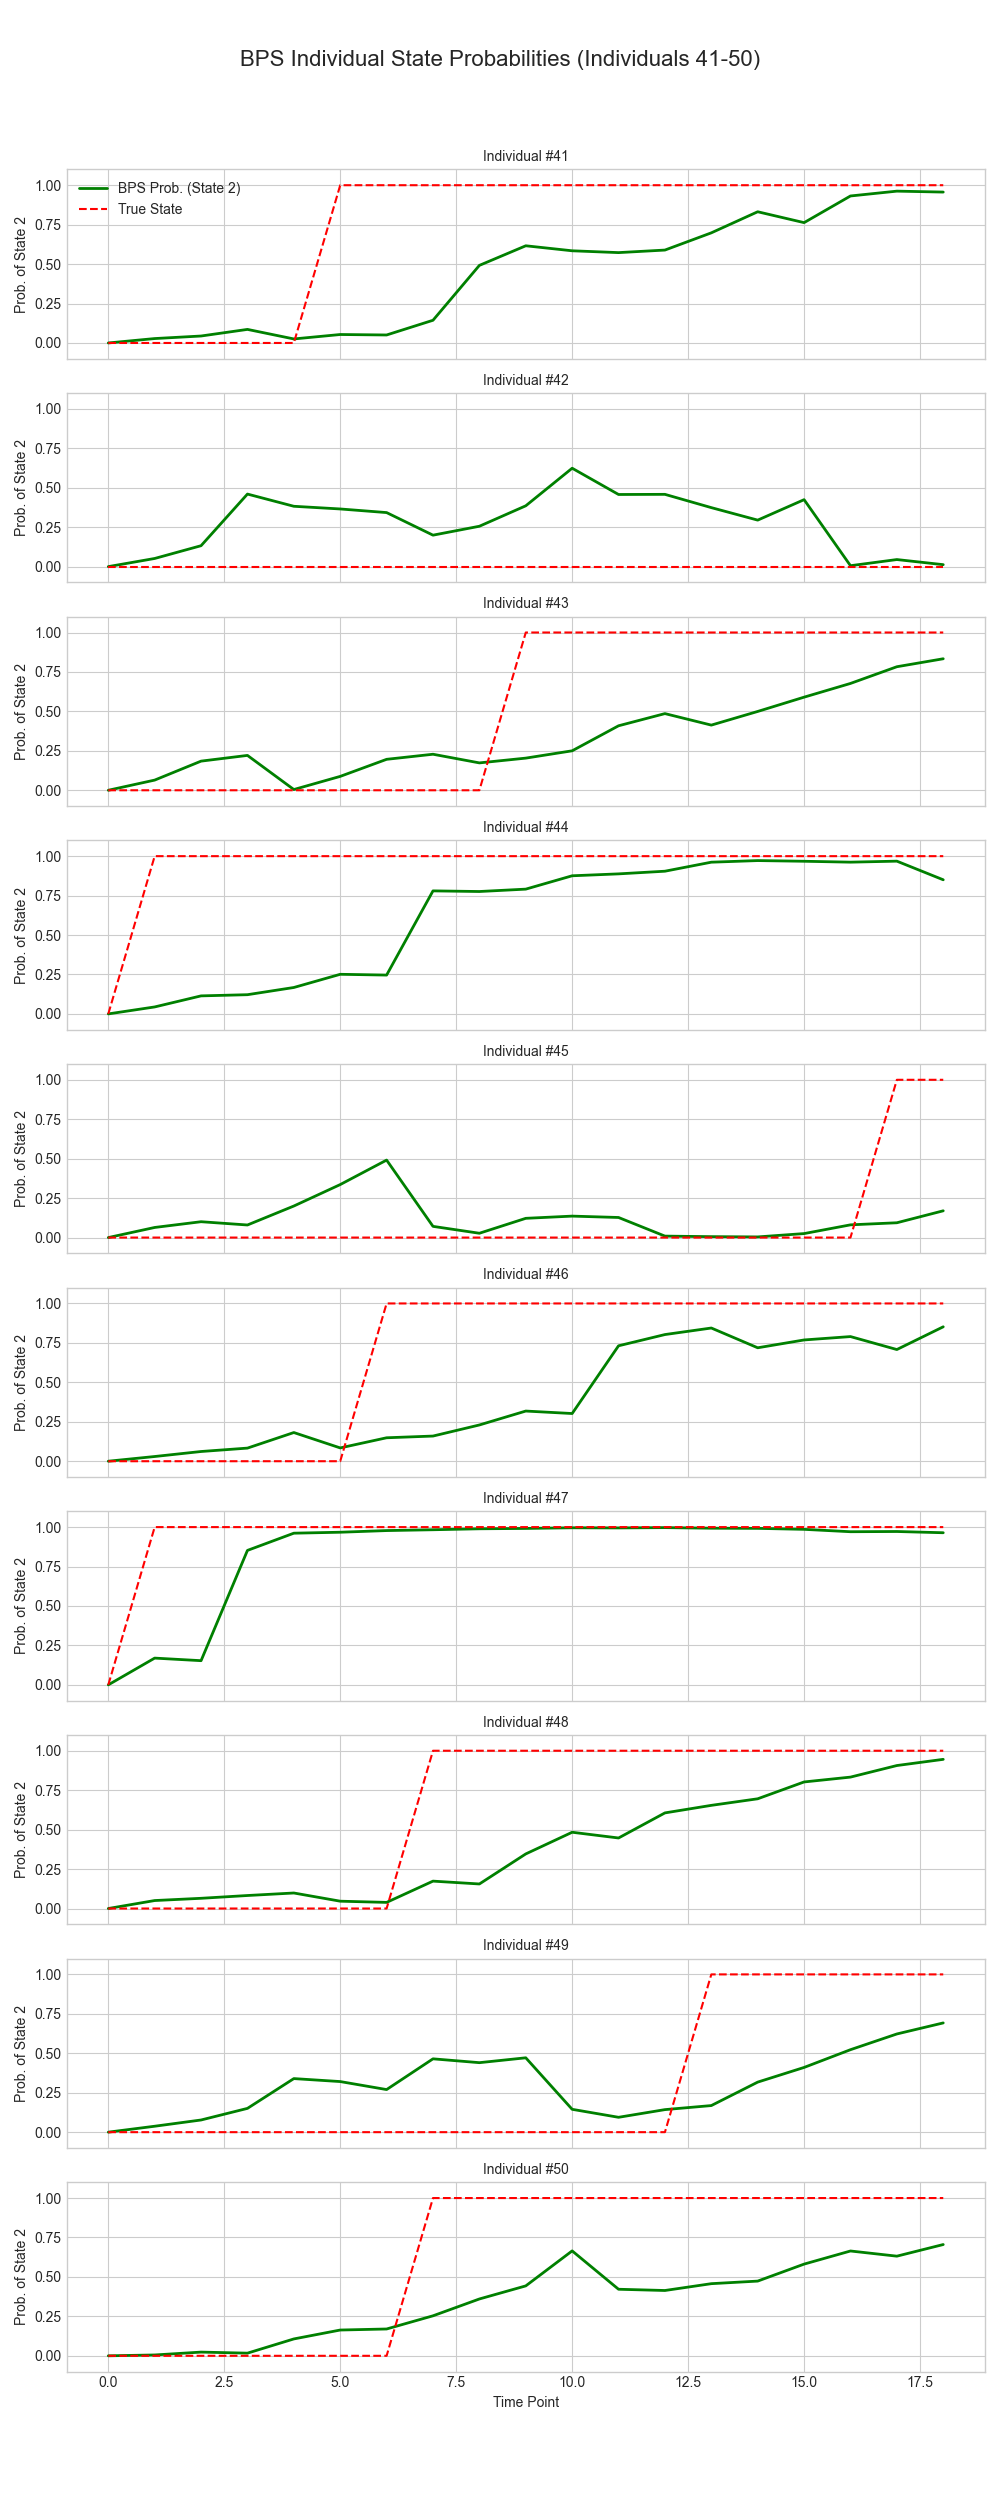 BPS Individual State Probabilities (Individuals 41-50)
Individual #41
BPS Prob. (State 2)
True State
Prob. of State 2
1.00
0.75
0.50
0.25
0.00
Individual #42
Prob. of State 2
1.00
0.75
0.50
0.25
0.00
Individual #43
Prob. of State 2
1.00
0.75
0.50
0.25
0.00
Individual #44
Prob. of State 2
1.00
0.75
0.50
0.25
0.00
Individual #45
Prob. of State 2
1.00
0.75
0.50
0.25
0.00
Individual #46
Prob. of State 2
1.00
0.75
0.50
0.25
0.00
Individual #47
Prob. of State 2
1.00
0.75
0.50
0.25
0.00
Individual #48
Prob. of State 2
1.00
0.75
0.50
0.25
0.00
Individual #49
Prob. of State 2
1.00
0.75
0.50
0.25
0.00
Individual #50
Prob. of State 2
1.00
0.75
0.50
0.25
0.00
0.0 2.5 5.0 7.5 10.0 12.5 15.0 17.5
Time Point